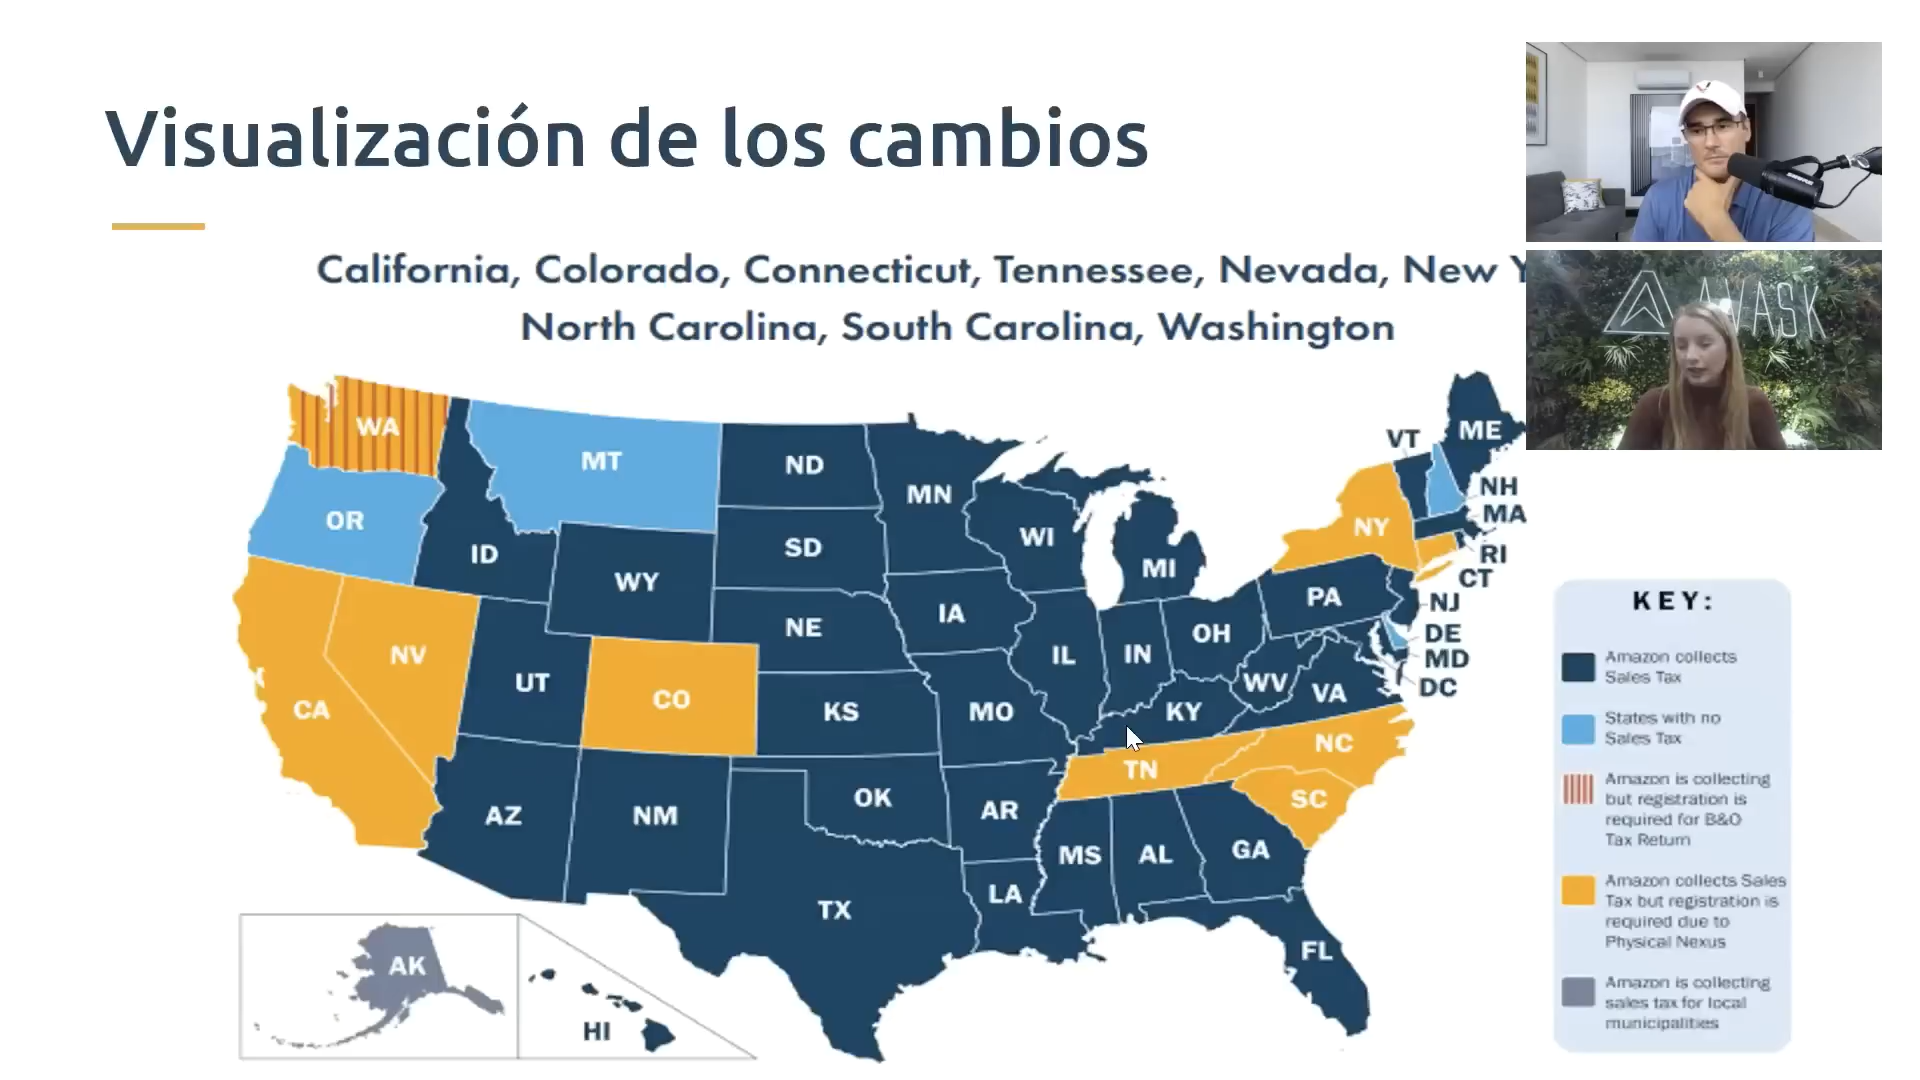 Visualización de los cambios
California, Colorado, Connecticut, Tennessee, Nevada, New
North Carolina, South Carolina, Washington
AVASK
WA
MT
ND
MN
OR
ID
WY
SD
WI
MI
VT
ME
NH
MA
NY
RI
CT
PA
NJ
DE
MD
DC
NE
IA
IL
IN
OH
WV
VA
NV
CA
UT
CO
KS
MO
KY
NC
TN
SC
AZ
NM
OK
AR
MS
AL
GA
LA
TX
FL
AK
HI
KEY:
Amazon collects
Sales Tax
States with no
Sales Tax
Amazon is collecting
but registration is
required for B&O
Tax Return
Amazon collects Sales
Tax but registration is
required due to
Physical Nexus
Amazon is collecting
sales tax for local
municipalities